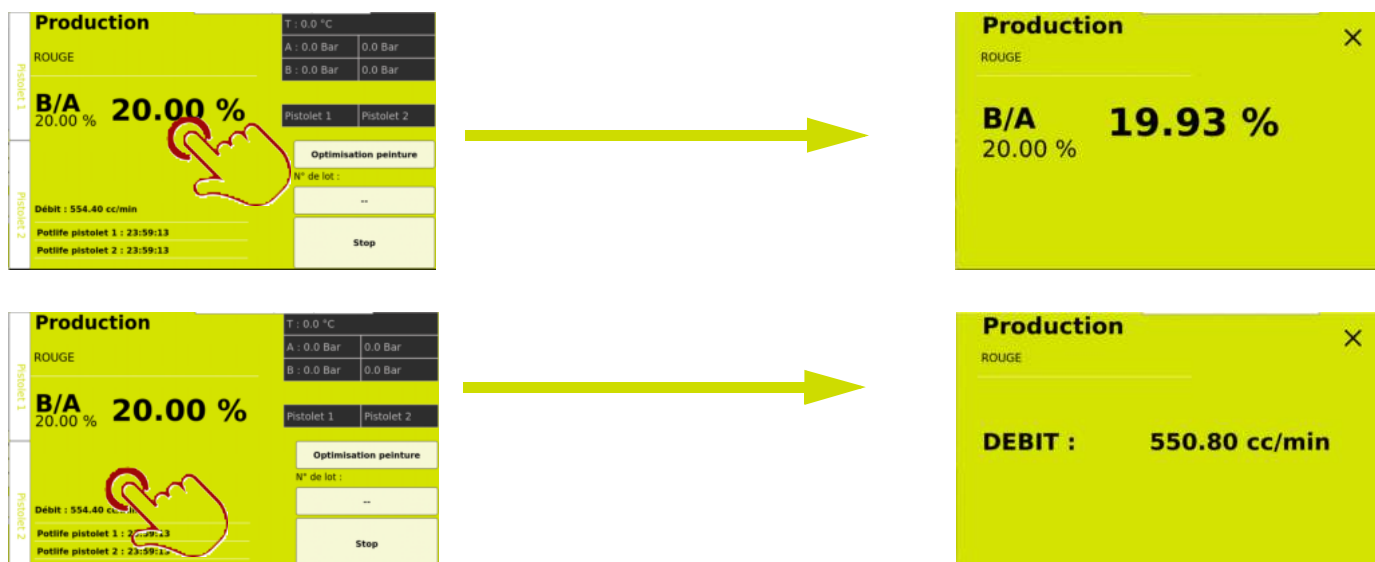 Production
ROUGE
Pistolet 1
B/A
20.00 %
20.00 %
Pistolet 2
Débit : 554.40 cc/min
Potlife pistolet 1 : 23:59:13
Potlife pistolet 2 : 23:59:13
T : 0.0 °C
A : 0.0 Bar 0.0 Bar
B : 0.0 Bar 0.0 Bar
Pistolet 1 Pistolet 2
Optimisation peinture
N° de lot :
--
Stop
Production
×
ROUGE
B/A
20.00 %
19.93 %
Production
ROUGE
Pistolet 1
B/A
20.00 %
20.00 %
Pistolet 2
Débit : 554.40
Potlife pistolet 1 :
Potlife pistolet 2 :
T : 0.0 °C
A : 0.0 Bar 0.0 Bar
B : 0.0 Bar 0.0 Bar
Pistolet 1 Pistolet 2
Optimisation peinture
N° de lot :
--
Stop
Production
×
ROUGE
DEBIT : 550.80 cc/min